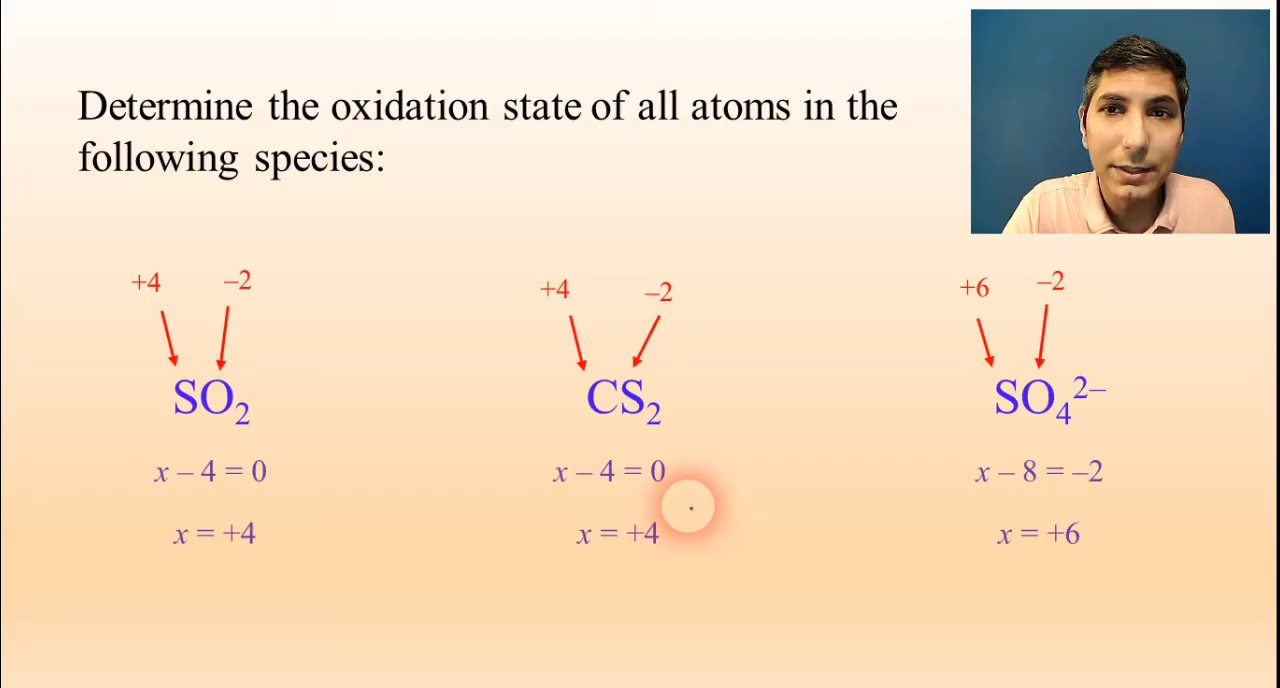 Determine the oxidation state of all atoms in the
following species:
+4 –2
+4 –2
+6 –2
SO₂
CS₂
SO₄²⁻
x – 4 = 0
x – 4 = 0
x – 8 = –2
x = +4
x = +4
x = +6